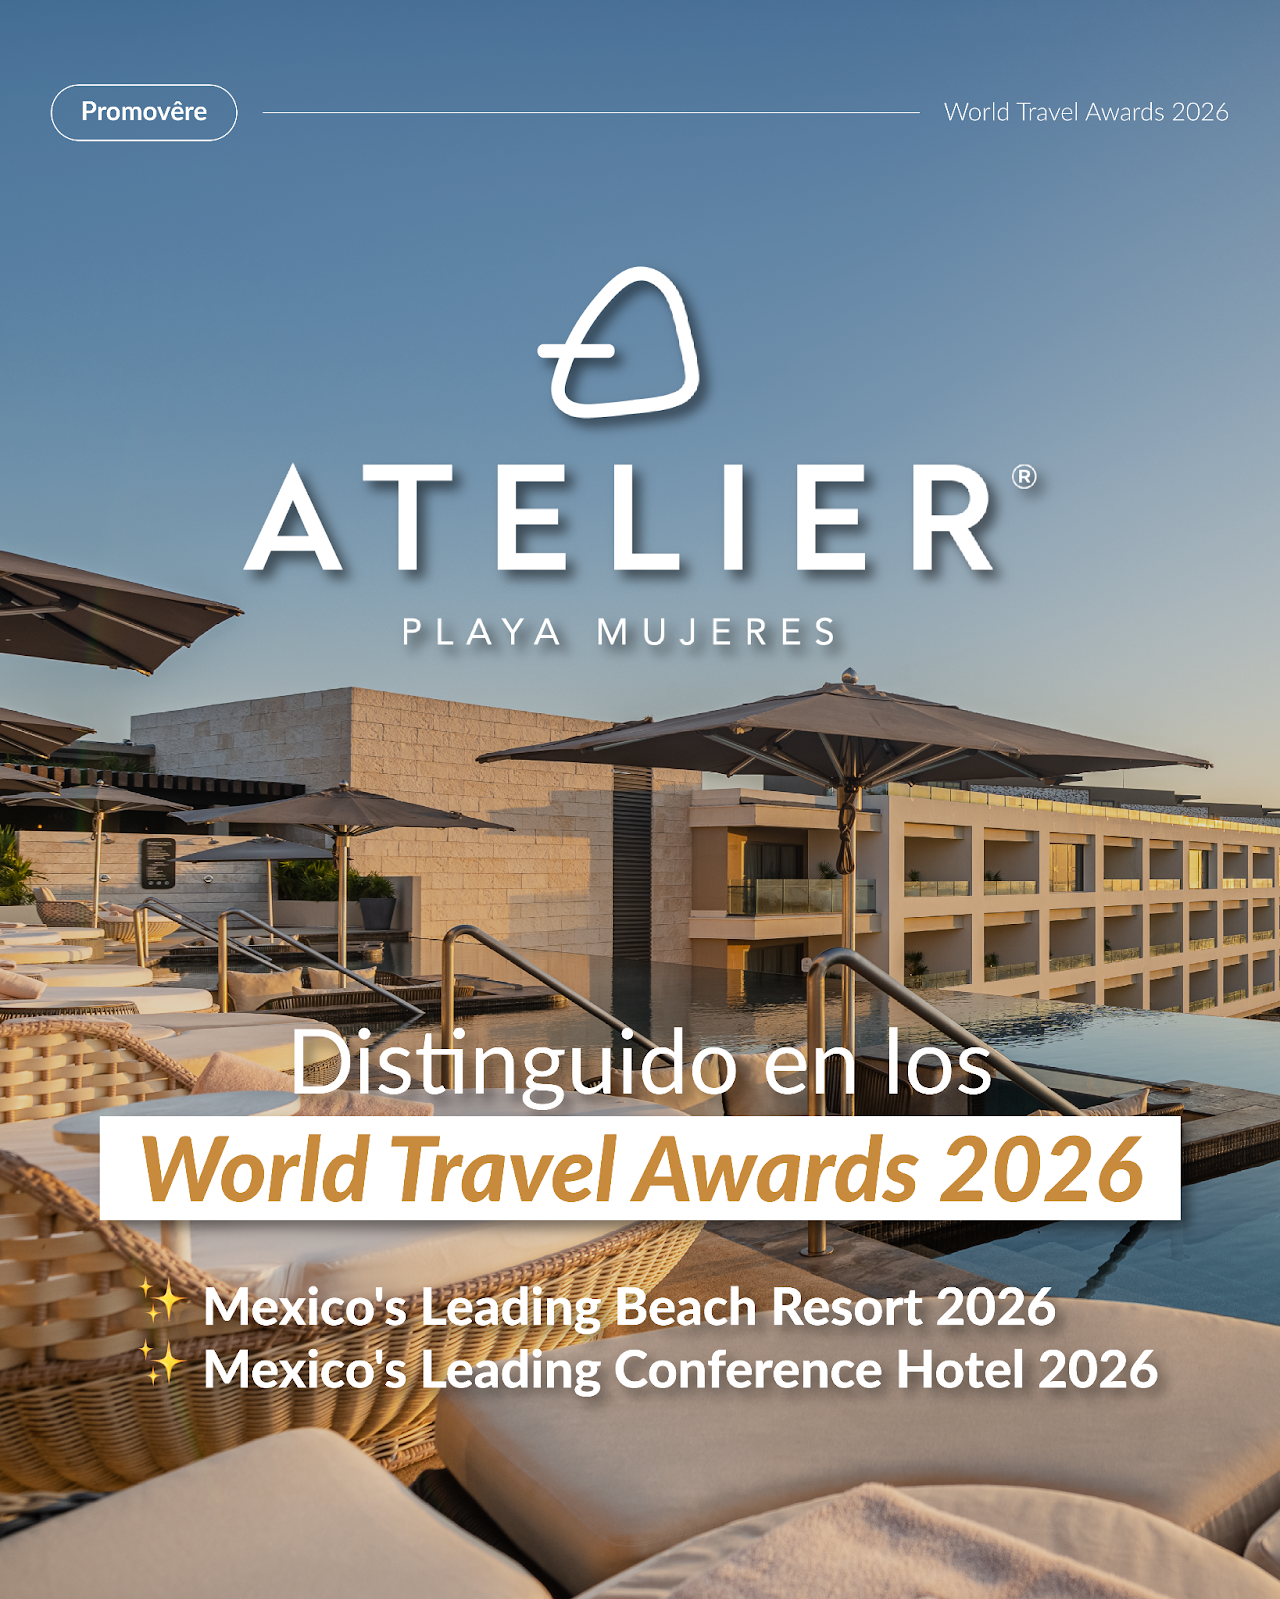 Promovêre
World Travel Awards 2026
ATELIER®
PLAYA MUJERES
Distinguido en los
World Travel Awards 2026
✨ Mexico's Leading Beach Resort 2026
✨ Mexico's Leading Conference Hotel 2026